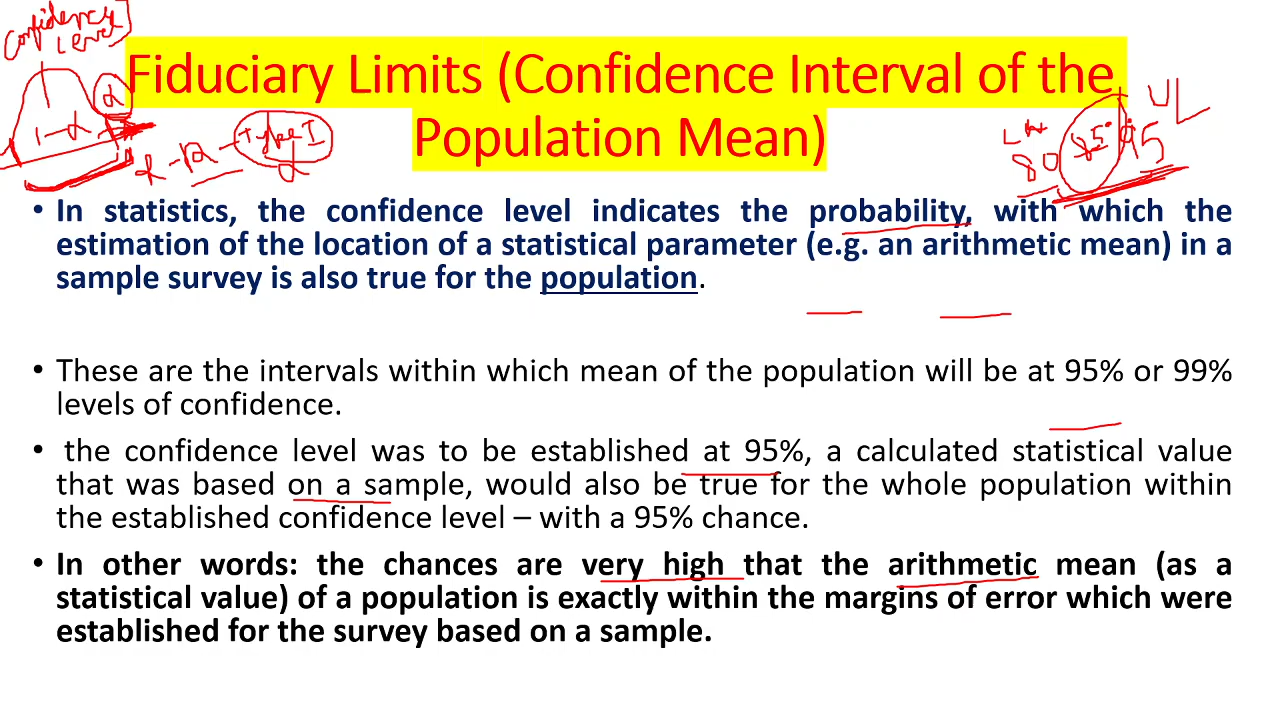 Confidency
Level
α
1-α
Type I
α
UL
80
85
95
Fiduciary Limits (Confidence Interval of the
Population Mean)
• In statistics, the confidence level indicates the probability, with which the
estimation of the location of a statistical parameter (e.g. an arithmetic mean) in a
sample survey is also true for the population.
• These are the intervals within which mean of the population will be at 95% or 99%
levels of confidence.
• the confidence level was to be established at 95%, a calculated statistical value
that was based on a sample, would also be true for the whole population within
the established confidence level – with a 95% chance.
• In other words: the chances are very high that the arithmetic mean (as a
statistical value) of a population is exactly within the margins of error which were
established for the survey based on a sample.